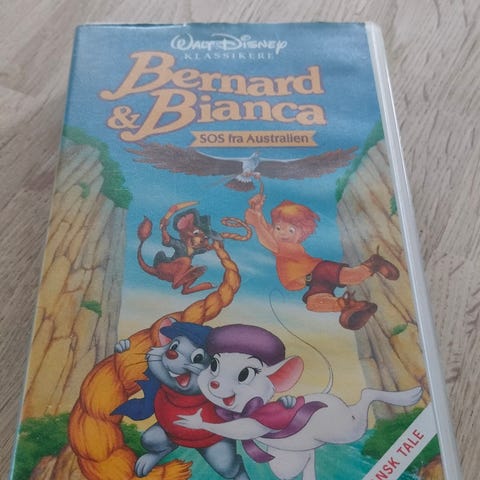 Walt Disney
KLASSIKERE
Bernard
& Bianca
SOS fra Australien
NSK TALE